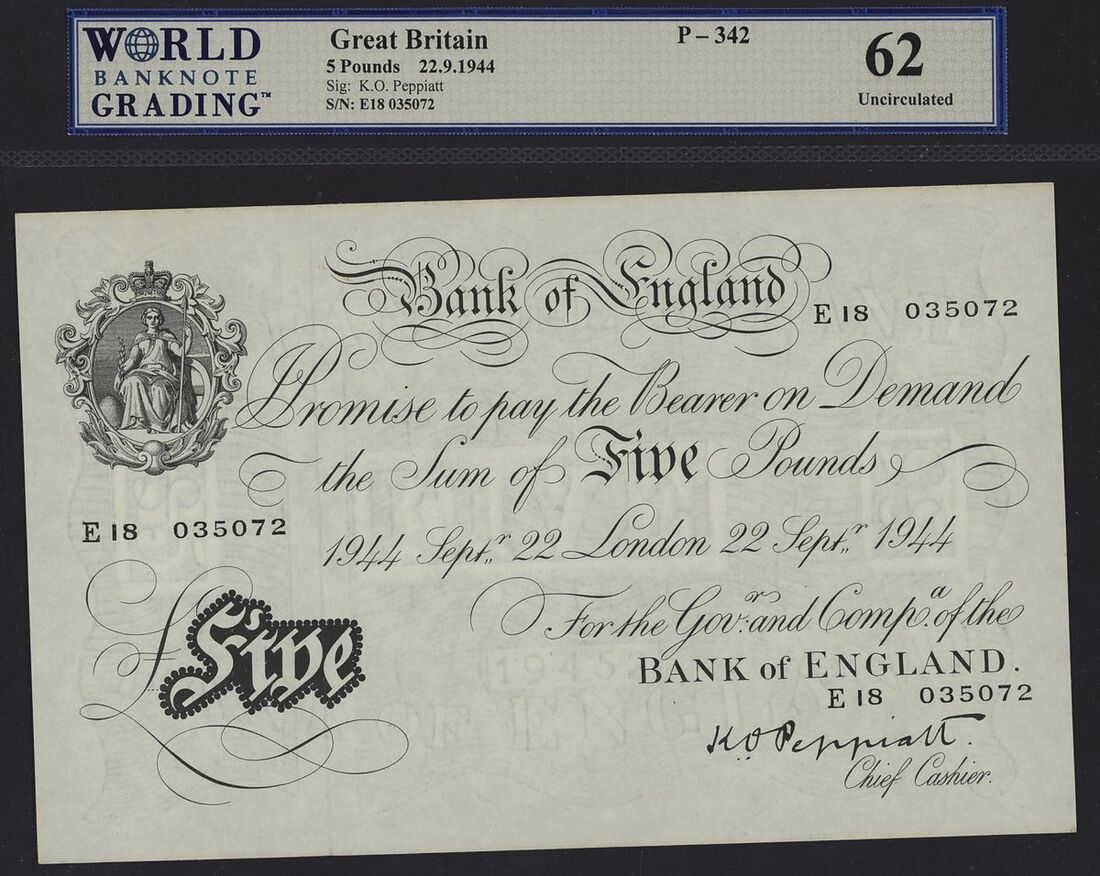 WORLD
BANKNOTE
GRADING™
Great Britain
5 Pounds 22.9.1944
Sig: K.O. Peppiatt
S/N: E18 035072
P – 342
62
Uncirculated
Bank of England
E18 035072
I Promise to pay the Bearer on Demand
the Sum of Five Pounds
E18 035072
1944 Septr. 22 London 22 Septr. 1944
For the Govr. and Compa. of the
BANK of ENGLAND.
E18 035072
£ Five
K.O. Peppiatt.
Chief Cashier.
1945